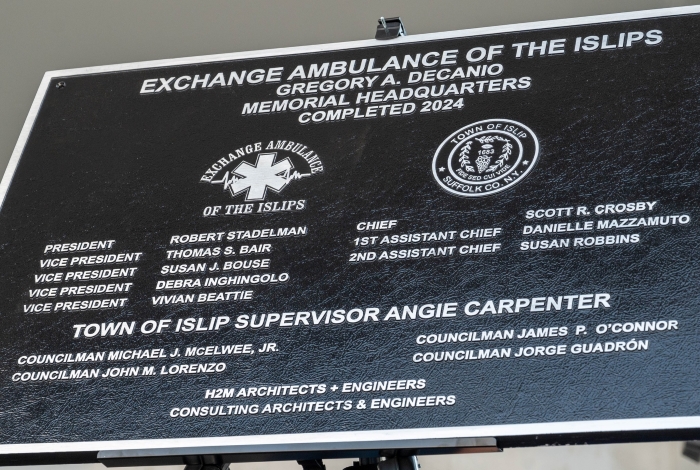 EXCHANGE AMBULANCE OF THE ISLIPS
GREGORY A. DECANIO
MEMORIAL HEADQUARTERS
COMPLETED 2024
EXCHANGE AMBULANCE
OF THE ISLIPS
TOWN OF ISLIP
1683
SUFFOLK CO. N.Y.
PRESIDENT ROBERT STADELMAN
VICE PRESIDENT THOMAS S. BAIR
VICE PRESIDENT SUSAN J. BOUSE
VICE PRESIDENT DEBRA INGHINGOLO
VICE PRESIDENT VIVIAN BEATTIE
CHIEF SCOTT R. CROSBY
1ST ASSISTANT CHIEF DANIELLE MAZZAMUTO
2ND ASSISTANT CHIEF SUSAN ROBBINS
TOWN OF ISLIP SUPERVISOR ANGIE CARPENTER
COUNCILMAN MICHAEL J. MCELWEE, JR.
COUNCILMAN JOHN M. LORENZO
COUNCILMAN JAMES P. O'CONNOR
COUNCILMAN JORGE GUADRÓN
H2M ARCHITECTS + ENGINEERS
CONSULTING ARCHITECTS & ENGINEERS